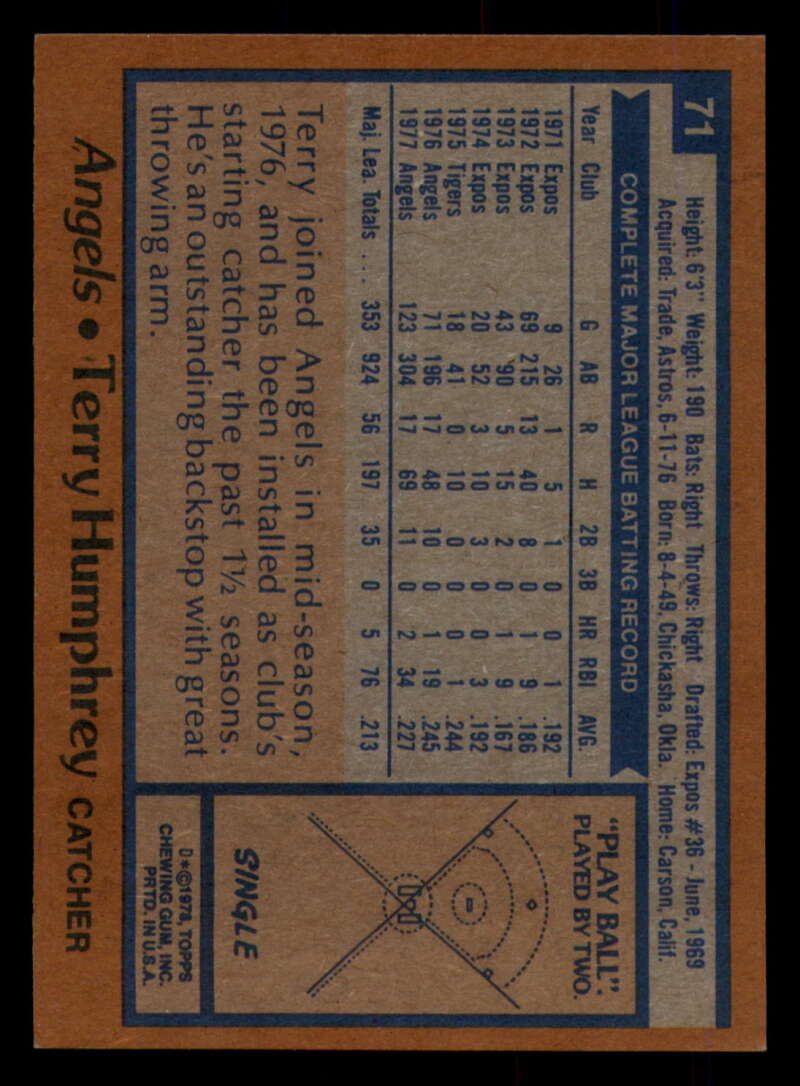 71
Height: 6'3" Weight: 190 Bats: Right Throws: Right Drafted: Expos #36 - June, 1969
Acquired: Trade, Astros, 6-11-76 Born: 8-4-49, Chickasha, Okla. Home: Carson, Calif.
COMPLETE MAJOR LEAGUE BATTING RECORD
Year Club G AB R H 2B 3B HR RBI AVG.
1971 Expos 9 26 1 5 1 0 0 1 .192
1972 Expos 69 215 13 40 8 0 1 9 .186
1973 Expos 43 90 5 15 2 0 1 9 .167
1974 Expos 20 52 3 10 3 0 0 3 .192
1975 Tigers 18 41 0 10 0 0 0 1 .244
1976 Angels 71 196 17 48 10 0 1 19 .245
1977 Angels 123 304 17 69 11 0 2 34 .227
Maj. Lea. Totals ... 353 924 56 197 35 0 5 76 .213
Terry joined Angels in mid-season,
1976, and has been installed as club's
starting catcher the past 1½ seasons.
He's an outstanding backstop with great
throwing arm.
"PLAY BALL":
PLAYED BY TWO.
SINGLE
D*©1978, TOPPS
CHEWING GUM, INC.
PRTD. IN U.S.A.
Angels • Terry Humphrey CATCHER